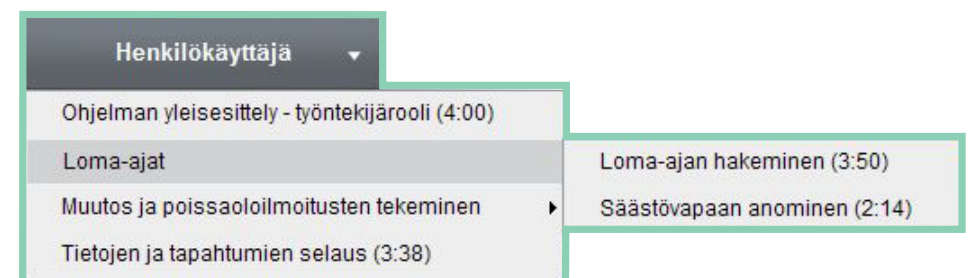 Henkilökäyttäjä
Ohjelman yleisesittely - työntekijärooli (4:00)
Loma-ajat
Loma-ajan hakeminen (3:50)
Säästövapaan anominen (2:14)
Muutos ja poissaoloilmoitusten tekeminen
Tietojen ja tapahtumien selaus (3:38)